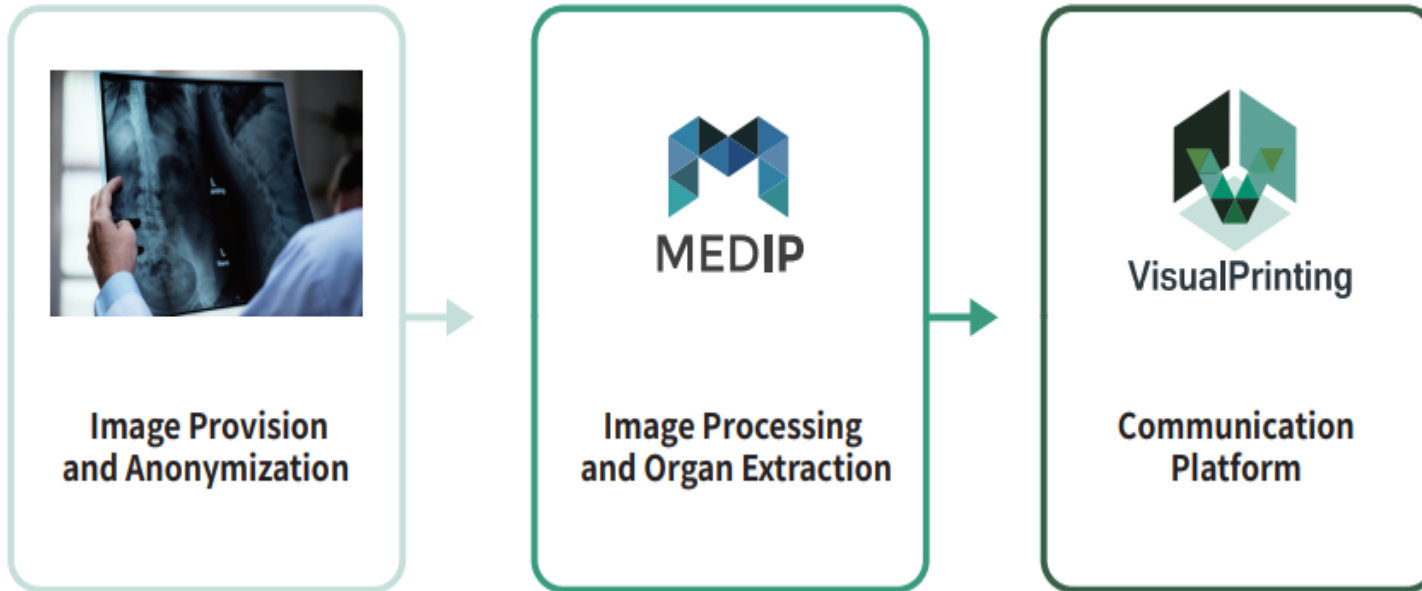 MEDIP
VisualPrinting
Image Provision
and Anonymization
Image Processing
and Organ Extraction
Communication
Platform